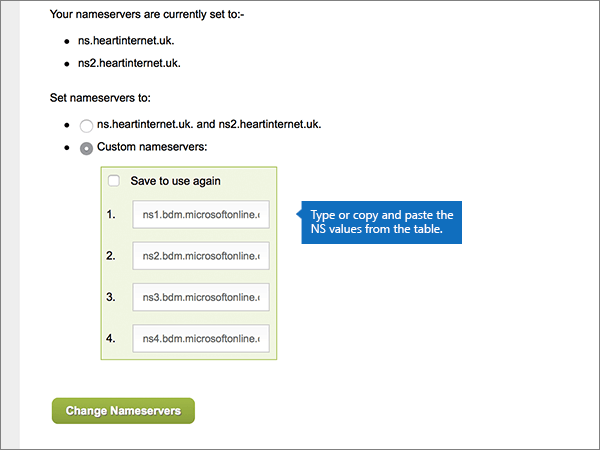 Your nameservers are currently set to:-
ns.heartinternet.uk.
ns2.heartinternet.uk.
Set nameservers to:
ns.heartinternet.uk. and ns2.heartinternet.uk.
Custom nameservers:
Save to use again
1. ns1.bdm.microsoftonline.c
2. ns2.bdm.microsoftonline.c
3. ns3.bdm.microsoftonline.c
4. ns4.bdm.microsoftonline.c
Type or copy and paste the
NS values from the table.
Change Nameservers